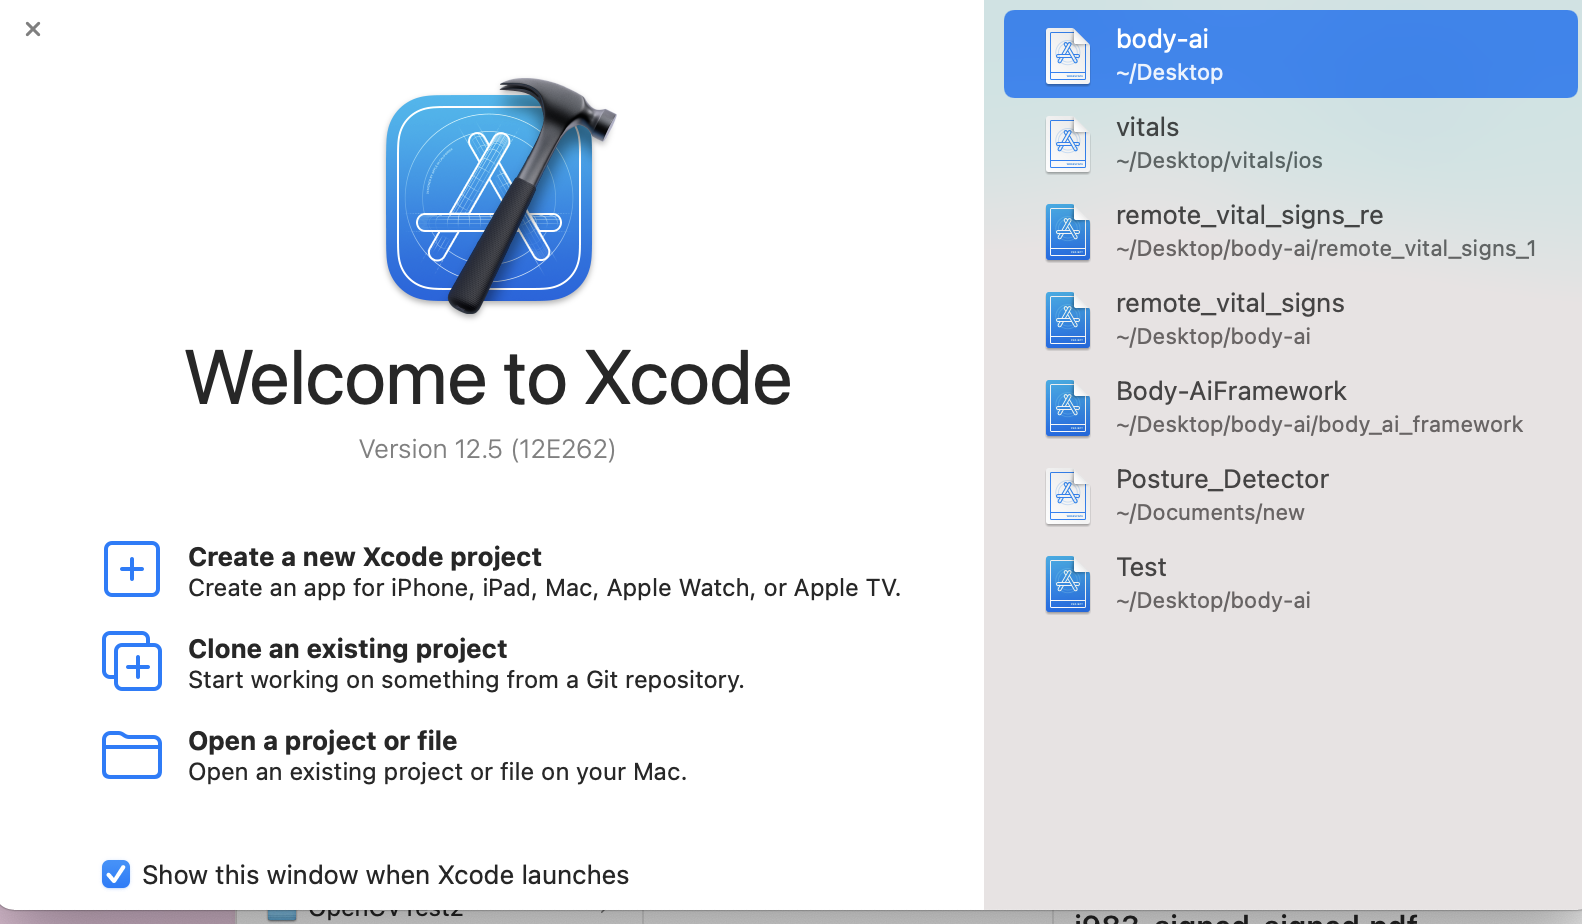 Welcome to Xcode
Version 12.5 (12E262)
Create a new Xcode project
Create an app for iPhone, iPad, Mac, Apple Watch, or Apple TV.
Clone an existing project
Start working on something from a Git repository.
Open a project or file
Open an existing project or file on your Mac.
Show this window when Xcode launches
body-ai
~/Desktop
vitals
~/Desktop/vitals/ios
remote_vital_signs_re
~/Desktop/body-ai/remote_vital_signs_1
remote_vital_signs
~/Desktop/body-ai
Body-AiFramework
~/Desktop/body-ai/body_ai_framework
Posture_Detector
~/Documents/new
Test
~/Desktop/body-ai
OpenCVTest2
i983_signed_signed.pdf